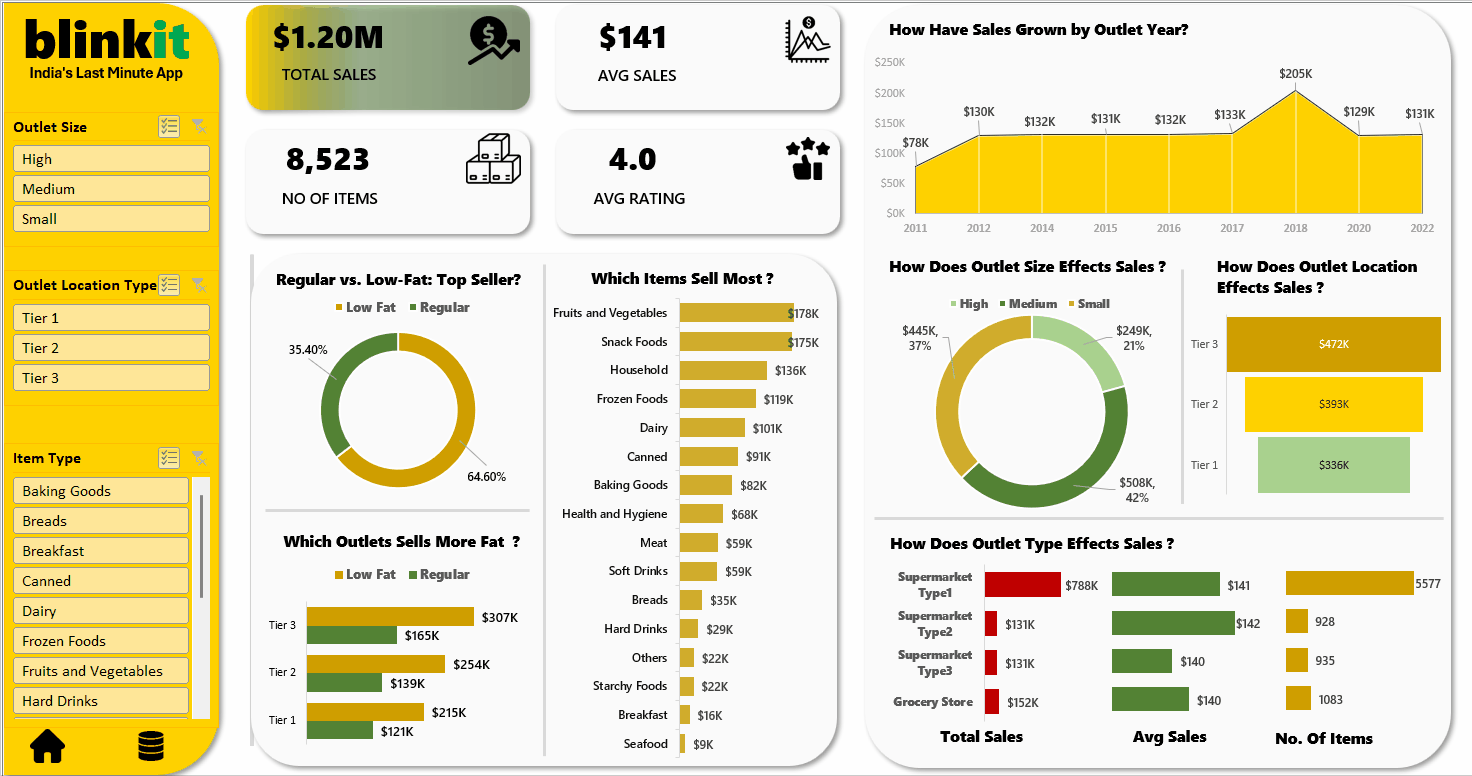 blinkit
India's Last Minute App
Outlet Size
High
Medium
Small
Outlet Location Type
Tier 1
Tier 2
Tier 3
Item Type
Baking Goods
Breads
Breakfast
Canned
Dairy
Frozen Foods
Fruits and Vegetables
Hard Drinks
$1.20M
TOTAL SALES
$
$141
AVG SALES
$
8,523
NO OF ITEMS
4.0
AVG RATING
Regular vs. Low-Fat: Top Seller?
Low Fat Regular
35.40%
64.60%
Which Outlets Sells More Fat ?
Low Fat Regular
Tier 3 $307K
$165K
Tier 2 $254K
$139K
Tier 1 $215K
$121K
Which Items Sell Most ?
Fruits and Vegetables $178K
Snack Foods $175K
Household $136K
Frozen Foods $119K
Dairy $101K
Canned $91K
Baking Goods $82K
Health and Hygiene $68K
Meat $59K
Soft Drinks $59K
Breads $35K
Hard Drinks $29K
Others $22K
Starchy Foods $22K
Breakfast $16K
Seafood $9K
How Have Sales Grown by Outlet Year?
$250K
$200K
$150K
$100K
$50K
$0K
$78K $130K $132K $131K $132K $133K $205K $129K $131K
2011 2012 2014 2015 2016 2017 2018 2020 2022
How Does Outlet Size Effects Sales ?
High Medium Small
$445K,
37%
$249K,
21%
$508K,
42%
How Does Outlet Location
Effects Sales ?
Tier 3 $472K
Tier 2 $393K
Tier 1 $336K
How Does Outlet Type Effects Sales ?
Supermarket
Type1 $788K $141 5577
Supermarket
Type2 $131K $142 928
Supermarket
Type3 $131K $140 935
Grocery Store $152K $140 1083
Total Sales Avg Sales No. Of Items